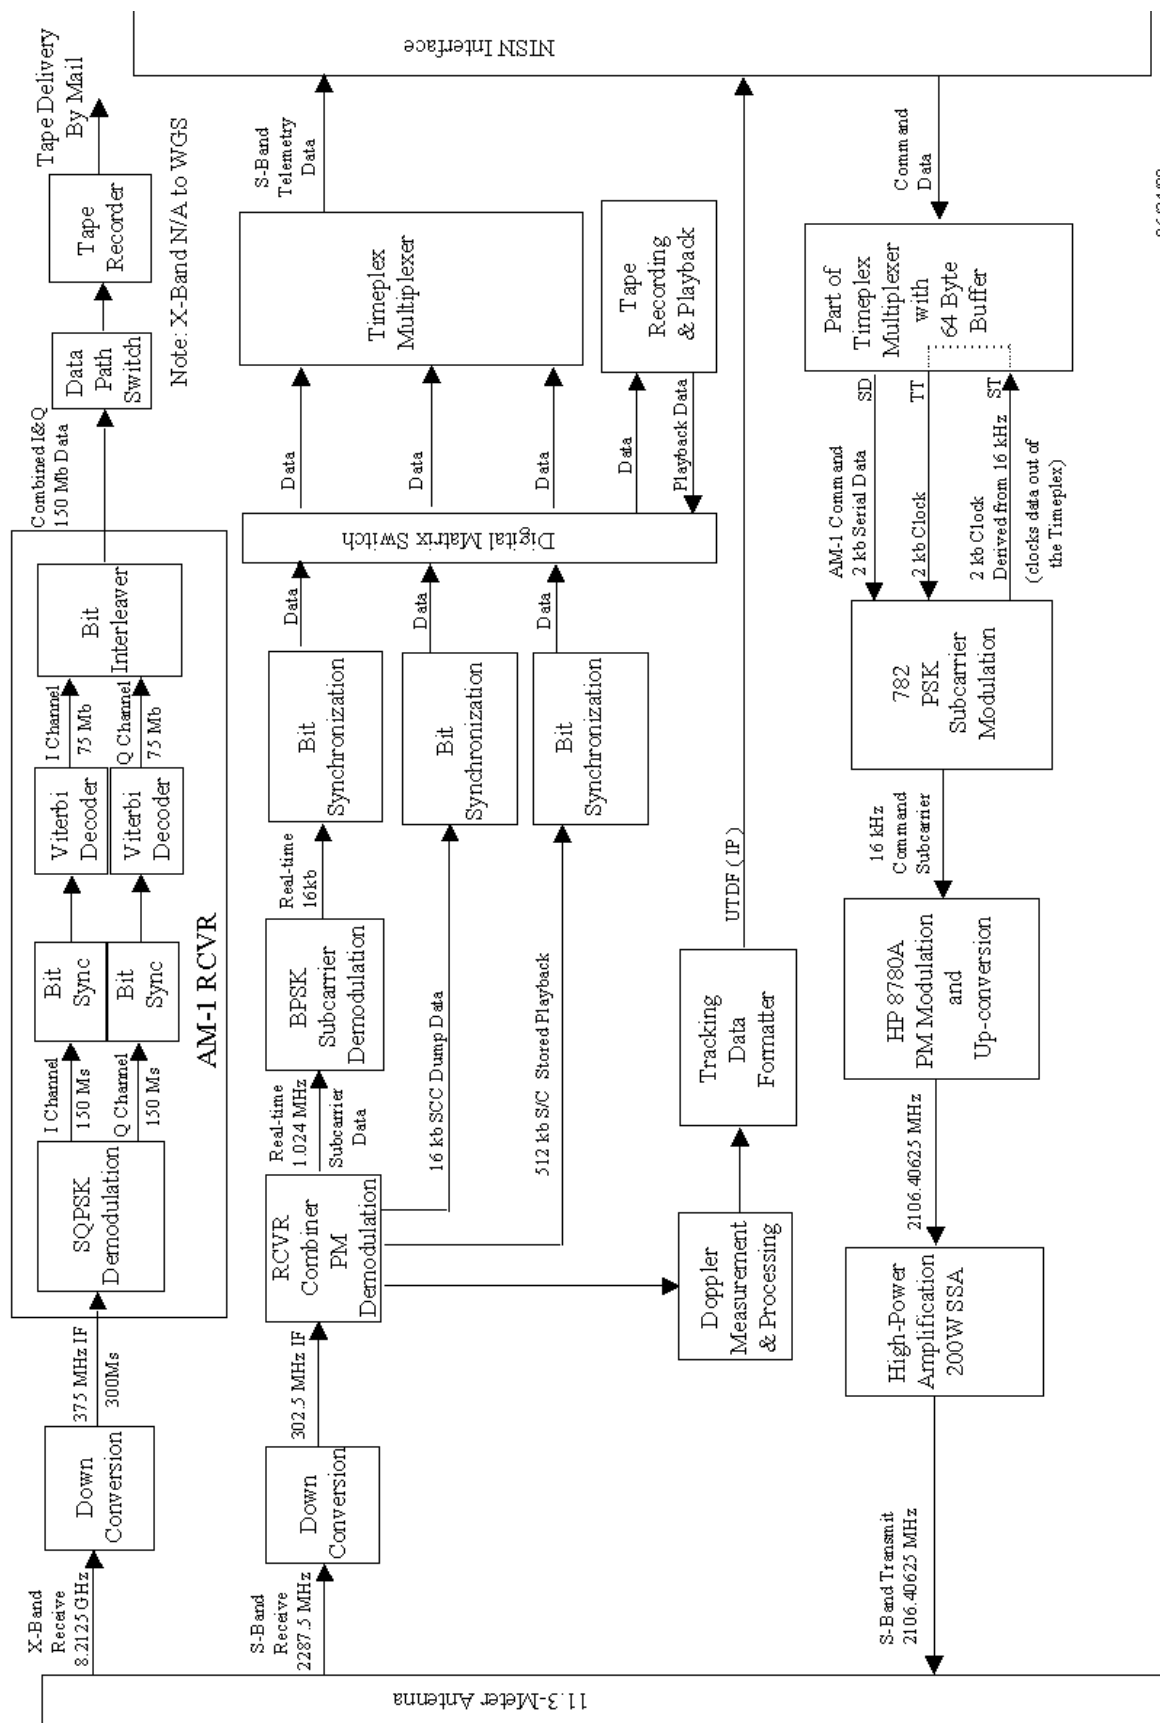 11.3-Meter Antenna
X-Band
Receive
8.2125 GHz
Down
Conversion
375 MHz IF
300Ms
SQPSK
Demodulation
I Channel
150 Ms
Q Channel
150 Ms
Bit
Sync
Bit
Sync
Viterbi
Decoder
Viterbi
Decoder
I Channel
75 Mb
Q Channel
75 Mb
Bit
Interleaver
AM-1 RCVR
Combined I&Q
150 Mb Data
Data
Path
Switch
Tape
Recorder
Tape Delivery
By Mail
Note: X-Band N/A to WGS
S-Band
Receive
2287.5 MHz
Down
Conversion
302.5 MHz IF
RCVR
Combiner
PM
Demodulation
Real-time
1.024 MHz
Subcarrier
Data
BPSK
Subcarrier
Demodulation
Real-time
16kb
Bit
Synchronization
Data
16 kb SCC Dump Data
Bit
Synchronization
Data
512 kb S/C Stored Playback
Bit
Synchronization
Data
Digital Matrix Switch
Data
Data
Data
Timeplex
Multiplexer
S-Band
Telemetry
Data
Data
Playback Data
Tape
Recording
& Playback
NISN Interface
Doppler
Measurement
& Processing
Tracking
Data
Formatter
UTDF (IP)
Command
Data
Part of
Timeplex
Multiplexer
with
64 Byte
Buffer
SD
TT
ST
AM-1 Command
2 kb Serial Data
2 kb Clock
2 kb Clock
Derived from 16 kHz
(clocks data out of
the Timeplex)
782
PSK
Subcarrier
Modulation
16 kHz
Command
Subcarrier
HP 8780A
PM Modulation
and
Up-conversion
2106.40625 MHz
High-Power
Amplification
200W SSA
S-Band Transmit
2106.40625 MHz